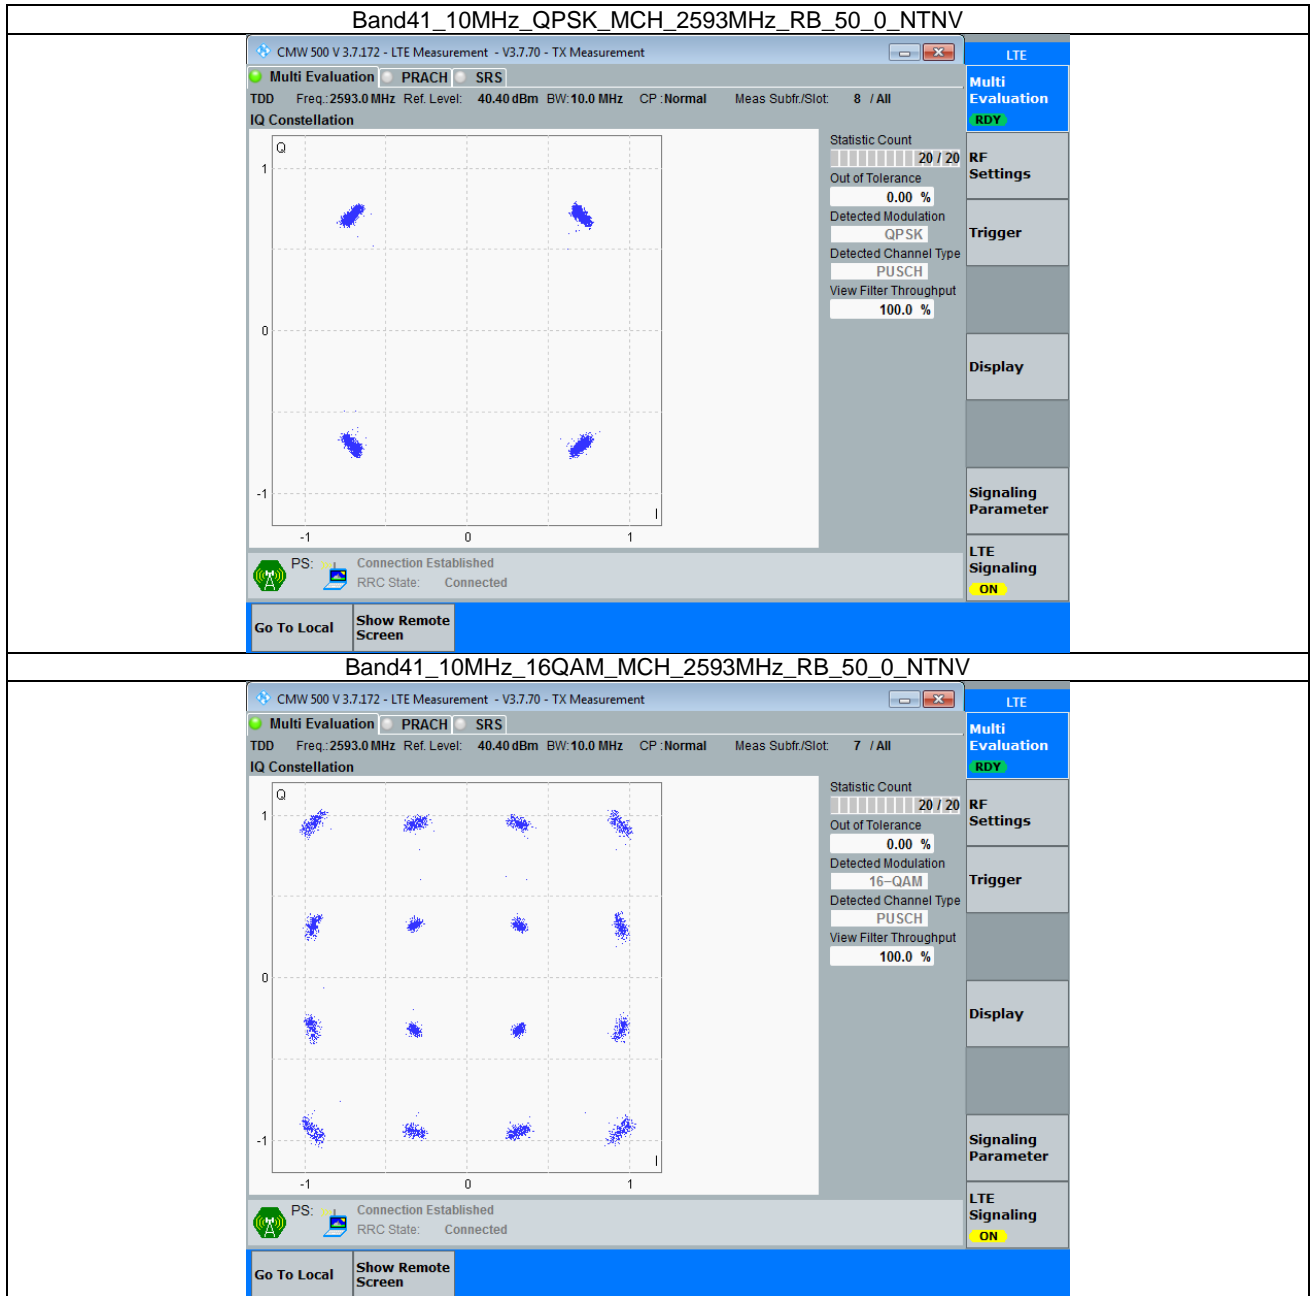 Band41_10MHz_QPSK_MCH_2593MHz_RB_50_0_NTNV
CMW 500 V 3.7.172 - LTE Measurement - V3.7.70 - TX Measurement
LTE
Multi Evaluation PRACH SRS
TDD Freq.: 2593.0 MHz Ref. Level: 40.40 dBm BW: 10.0 MHz CP : Normal Meas Subfr./Slot: 8 / All
IQ Constellation
Multi
Evaluation
RDY
Q
1
0
-1
I
-1 0 1
Statistic Count
20 / 20
Out of Tolerance
0.00 %
Detected Modulation
QPSK
Detected Channel Type
PUSCH
View Filter Throughput
100.0 %
RF
Settings
Trigger
Display
Signaling
Parameter
LTE
Signaling
ON
PS: Connection Established
RRC State: Connected
Go To Local
Show Remote
Screen
Band41_10MHz_16QAM_MCH_2593MHz_RB_50_0_NTNV
CMW 500 V 3.7.172 - LTE Measurement - V3.7.70 - TX Measurement
LTE
Multi Evaluation PRACH SRS
TDD Freq.: 2593.0 MHz Ref. Level: 40.40 dBm BW: 10.0 MHz CP : Normal Meas Subfr./Slot: 7 / All
IQ Constellation
Multi
Evaluation
RDY
Q
1
0
-1
I
-1 0 1
Statistic Count
20 / 20
Out of Tolerance
0.00 %
Detected Modulation
16-QAM
Detected Channel Type
PUSCH
View Filter Throughput
100.0 %
RF
Settings
Trigger
Display
Signaling
Parameter
LTE
Signaling
ON
PS: Connection Established
RRC State: Connected
Go To Local
Show Remote
Screen